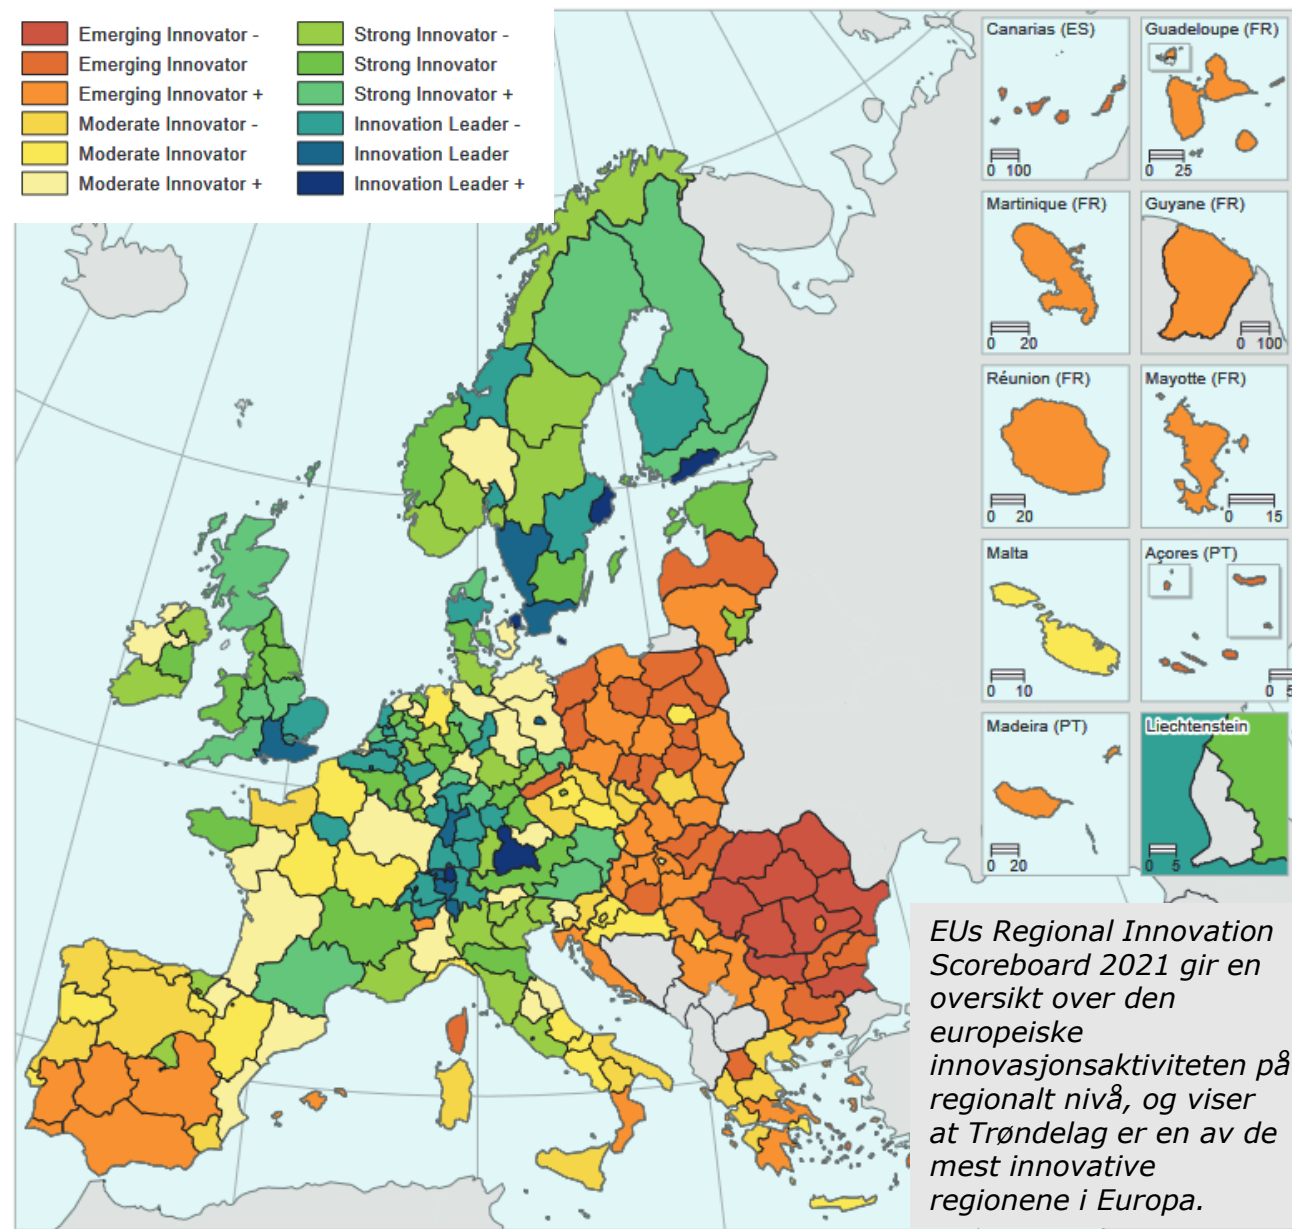 Emerging Innovator -
Emerging Innovator
Emerging Innovator +
Moderate Innovator -
Moderate Innovator
Moderate Innovator +
Strong Innovator -
Strong Innovator
Strong Innovator +
Innovation Leader -
Innovation Leader
Innovation Leader +
Canarias (ES)
0 100
Guadeloupe (FR)
0 25
Martinique (FR)
0 20
Guyane (FR)
0 100
Réunion (FR)
0 20
Mayotte (FR)
0 15
Malta
0 10
Açores (PT)
0 5
Madeira (PT)
0 20
Liechtenstein
0 5
EUs Regional Innovation
Scoreboard 2021 gir en
oversikt over den
europeiske
innovasjonsaktiviteten på
regionalt nivå, og viser
at Trøndelag er en av de
mest innovative
regionene i Europa.